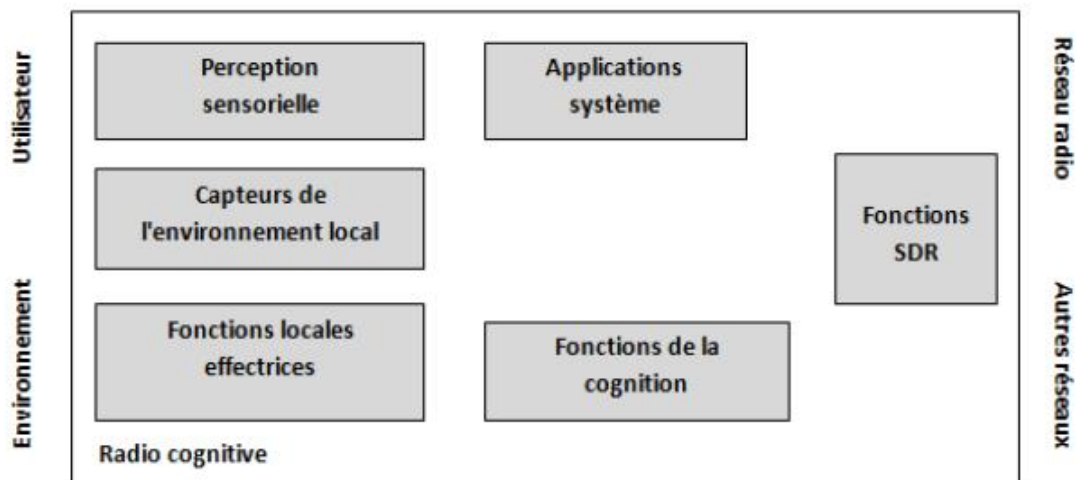 Utilisateur
Environnement
Perception
sensorielle
Capteurs de
l'environnement local
Fonctions locales
effectrices
Radio cognitive
Applications
système
Fonctions de la
cognition
Fonctions
SDR
Réseau radio
Autres réseaux